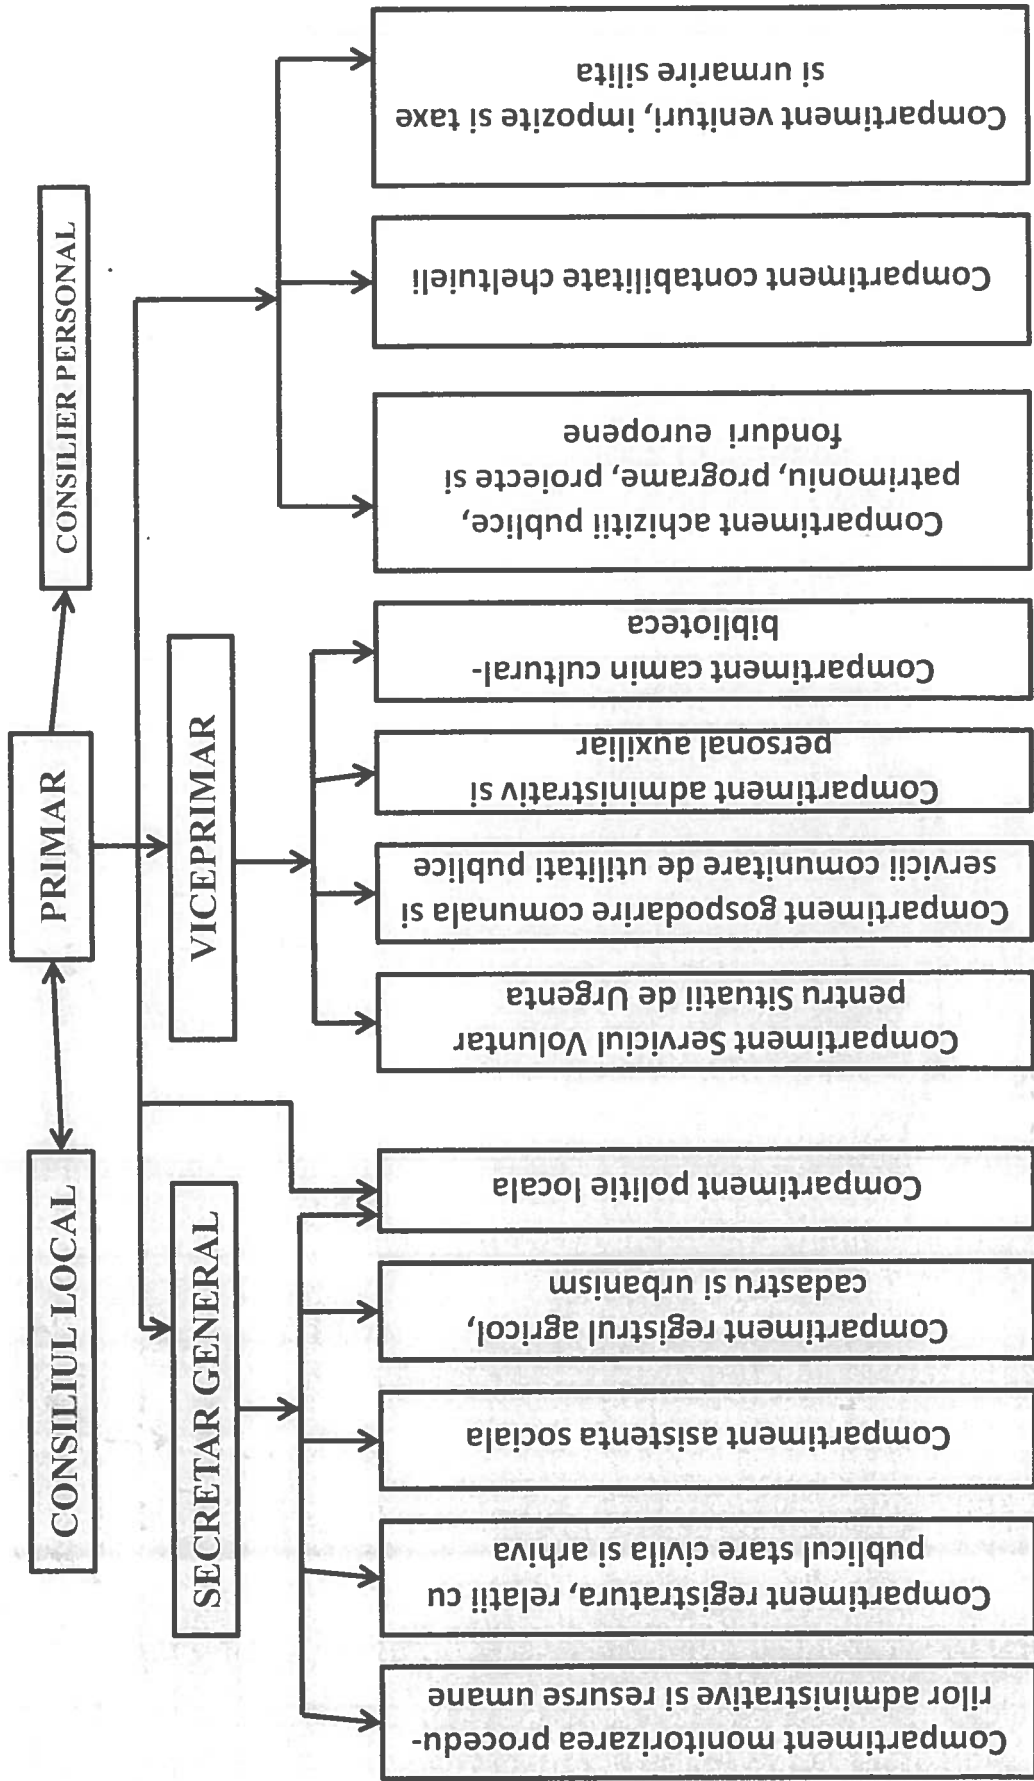 CONSILIUL LOCAL
PRIMAR
CONSILIER PERSONAL
SECRETAR GENERAL
VICEPRIMAR
Compartiment monitorizarea procedu-
rilor administrative si resurse umane
Compartiment registratura, relatii cu
publicul stare civila si arhiva
Compartiment asistenta sociala
Compartiment registrul agricol,
cadastru si urbanism
Compartiment politie locala
Compartiment Serviciul Voluntar
pentru Situatii de Urgenta
Compartiment gospodarire comunala si
servicii comunitare de utilitati publice
Compartiment administrativ si
personal auxiliar
Compartiment camin cultural-
biblioteca
Compartiment achizitii publice,
patrimoniu, programe, proiecte si
fonduri europene
Compartiment contabilitate cheltuieli
Compartiment venituri, impozite si taxe
si urmarire silita